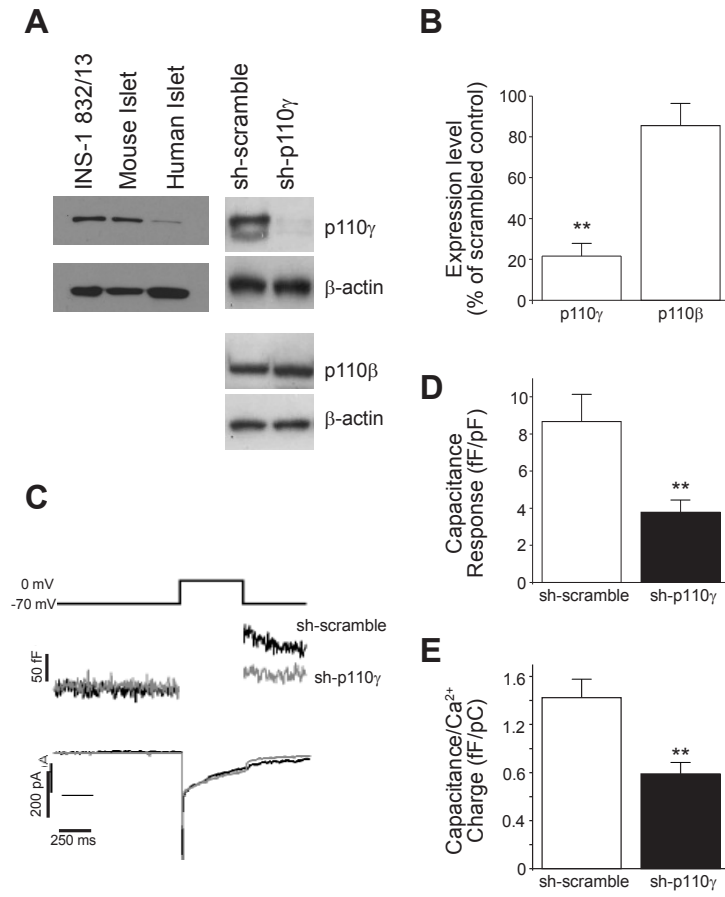 A
INS-1 832/13
Mouse Islet
Human Islet
sh-scramble
sh-p110γ
p110γ
β-actin
p110β
β-actin
B
Expression level
(% of scrambled control)
100
80
60
40
20
0
**
p110γ
p110β
C
0 mV
-70 mV
50 fF
sh-scramble
sh-p110γ
200 pA
250 ms
D
Capacitance
Response (fF/pF)
10
8
6
4
2
0
**
sh-scramble
sh-p110γ
E
Capacitance/Ca²⁺
Charge (fF/pC)
1.6
1.2
0.6
0.4
0
**
sh-scramble
sh-p110γ